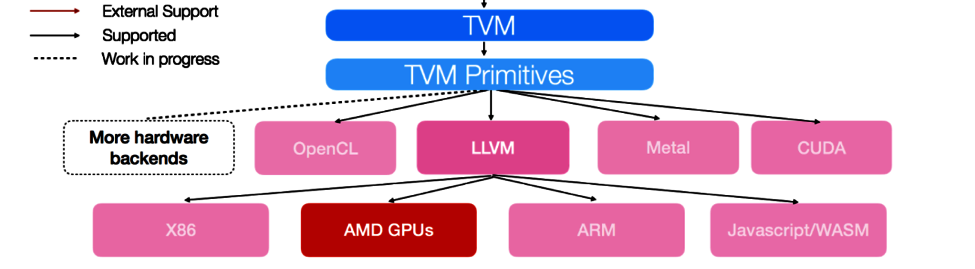 External Support
Supported
Work in progress
TVM
TVM Primitives
More hardware
backends
OpenCL
LLVM
Metal
CUDA
X86
AMD GPUs
ARM
Javascript/WASM